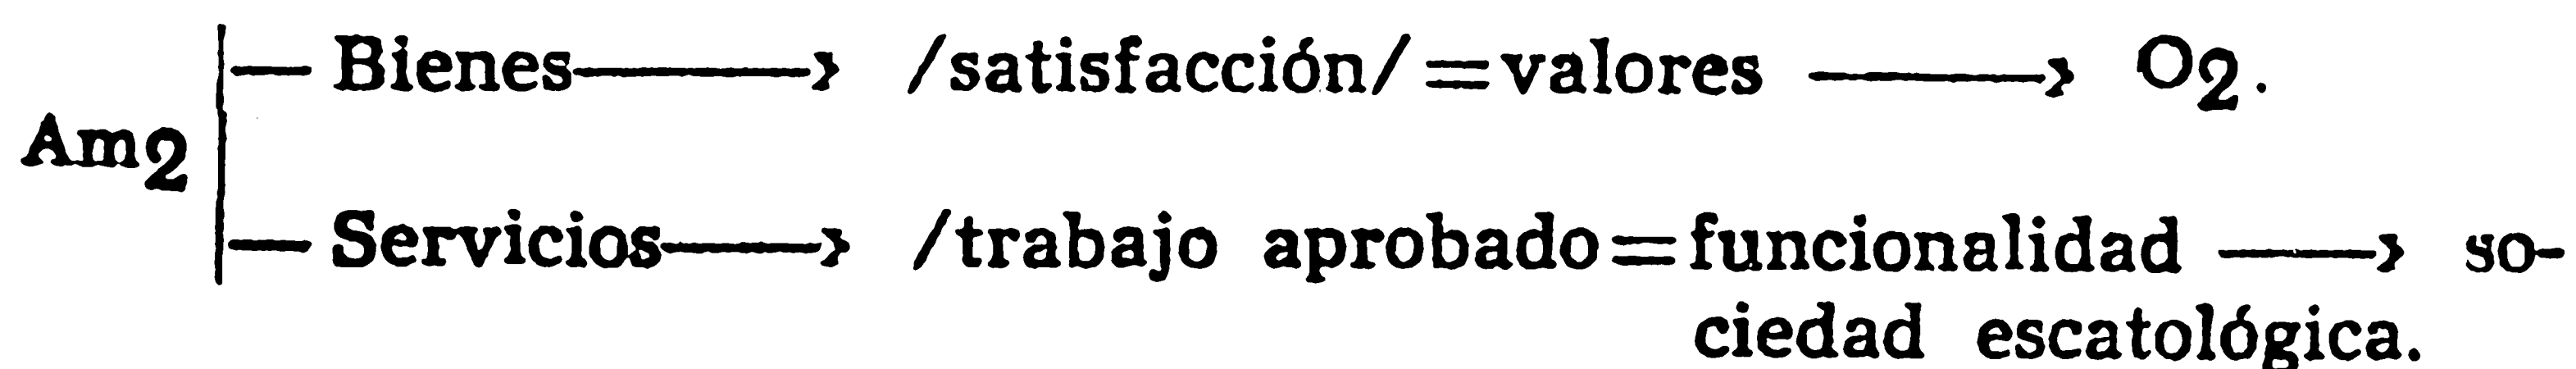 — Bienes———› /satisfacción/=valores ———› O2.
Am2
— Servicios——› /trabajo aprobado=funcionalidad ——› so-
ciedad escatológica.